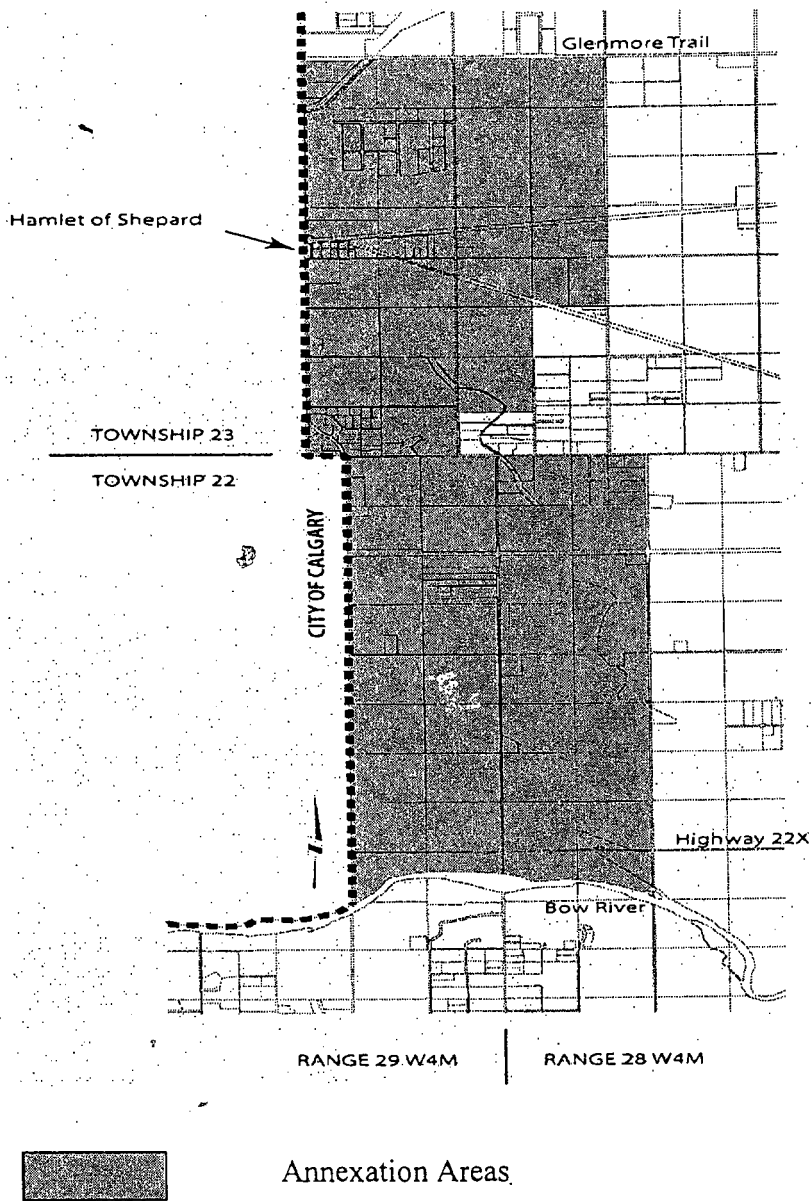 Glenmore Trail
Hamlet of Shepard
TOWNSHIP 23
TOWNSHIP 22
CITY OF CALGARY
Highway 22X
Bow River
RANGE 29 W4M
RANGE 28 W4M
Annexation Areas